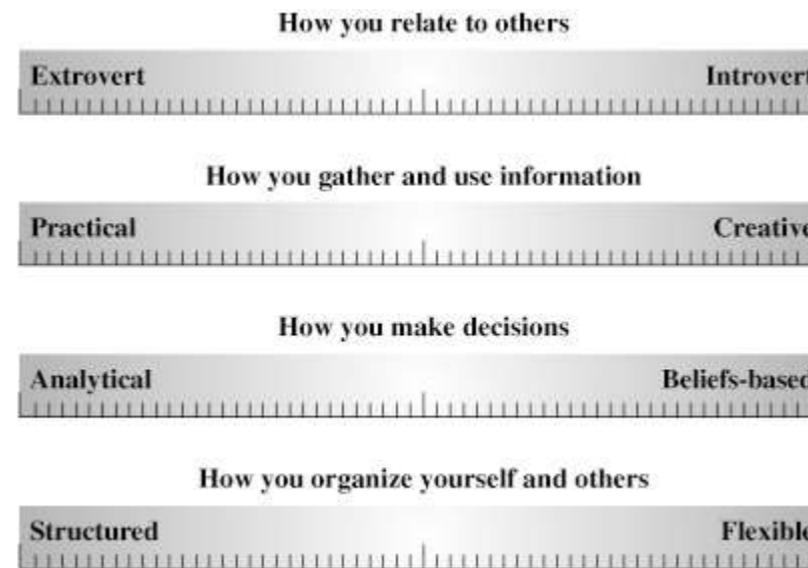 How you relate to others
Extrovert Introvert
How you gather and use information
Practical Creative
How you make decisions
Analytical Beliefs-based
How you organize yourself and others
Structured Flexible